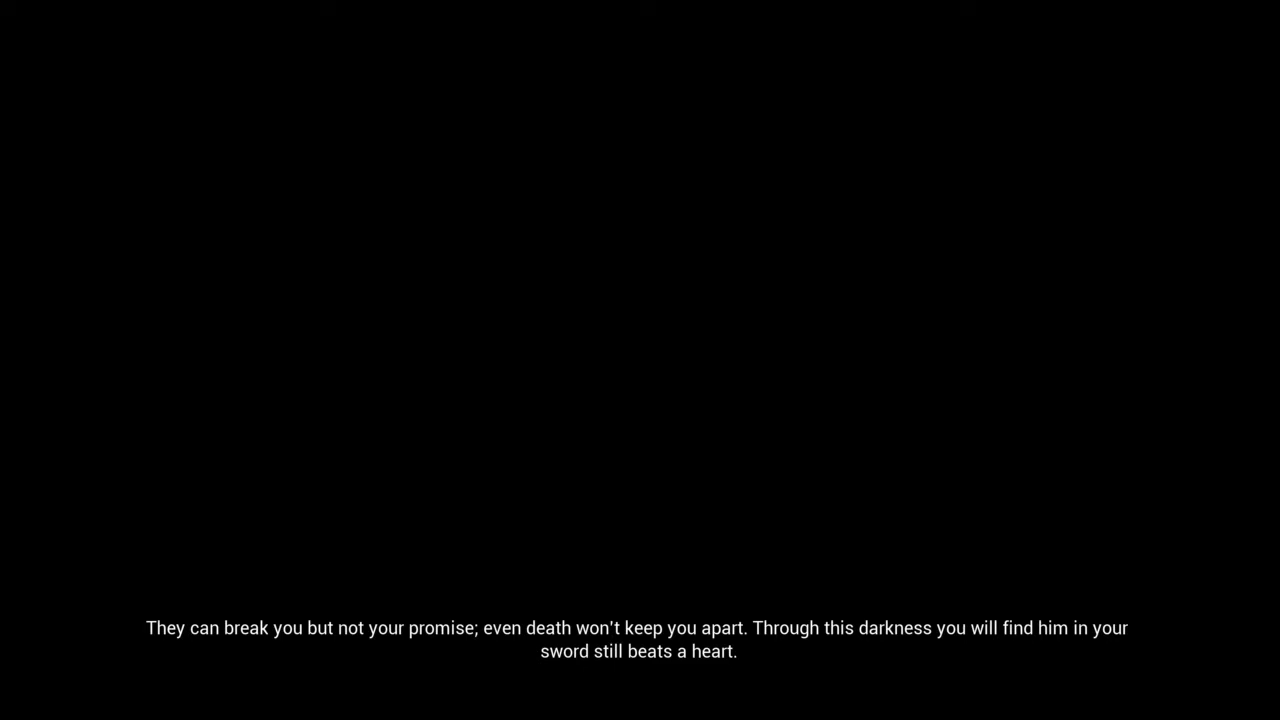 They can break you but not your promise; even death won't keep you apart. Through this darkness you will find him in your
sword still beats a heart.